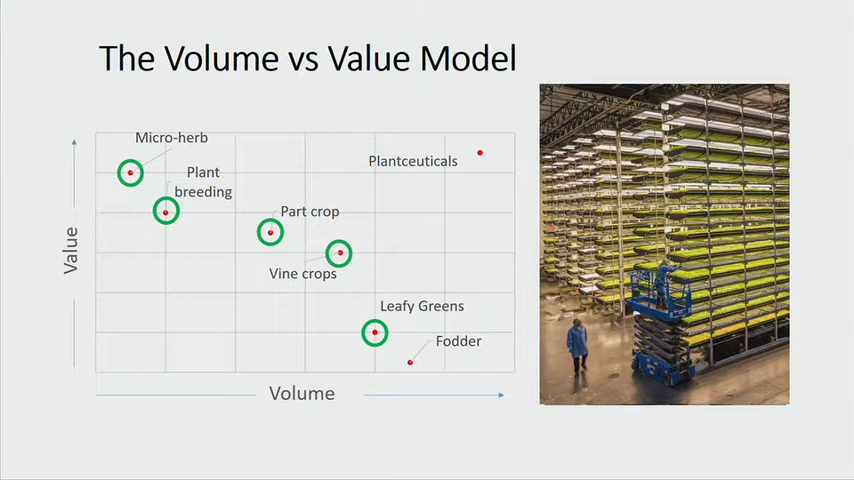 The Volume vs Value Model
Micro-herb
Plantceuticals
Plant
breeding
Part crop
Vine crops
Leafy Greens
Fodder
Value
Volume